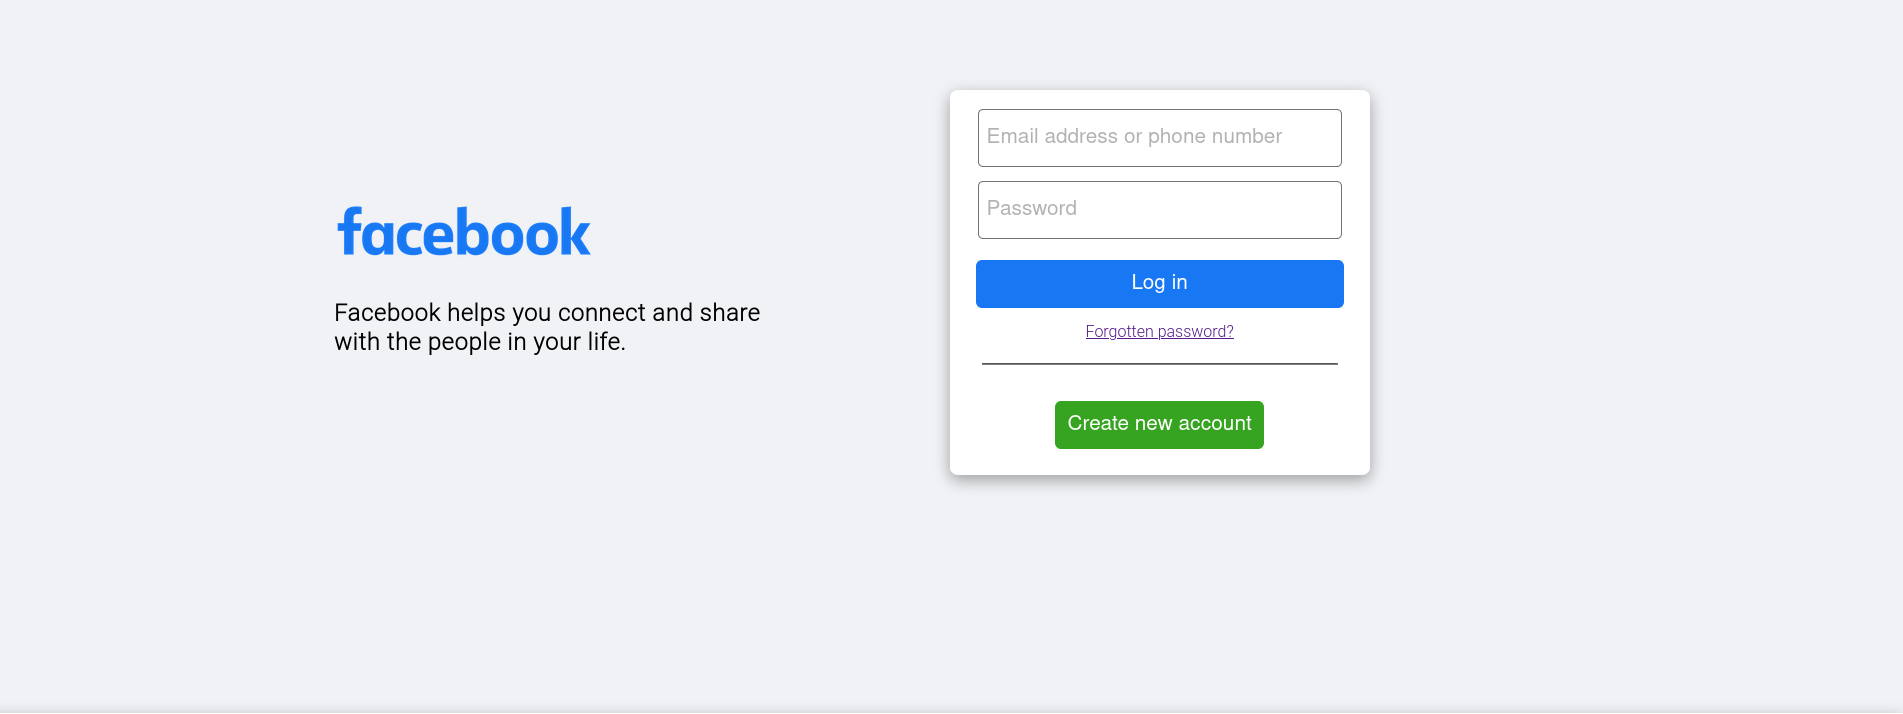 facebook
Facebook helps you connect and share
with the people in your life.
Email address or phone number
Password
Log in
Forgotten password?
Create new account